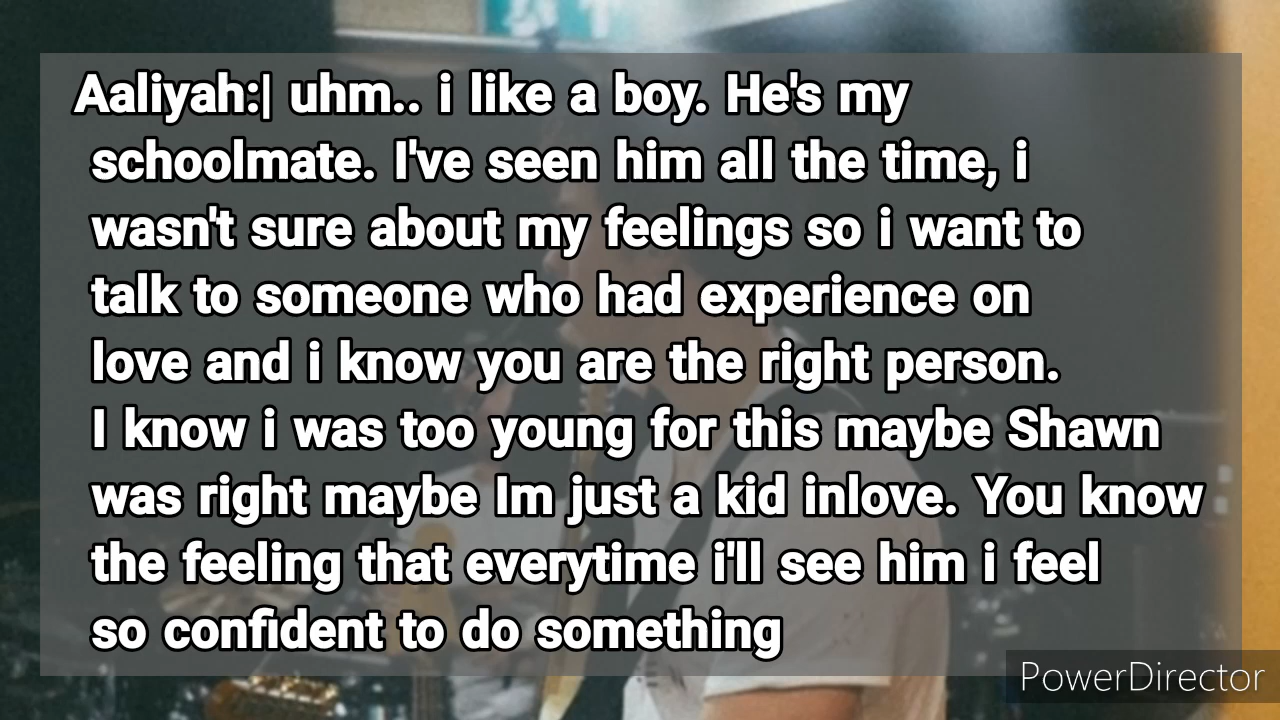 Aaliyah:| uhm.. i like a boy. He's my
schoolmate. I've seen him all the time, i
wasn't sure about my feelings so i want to
talk to someone who had experience on
love and i know you are the right person.
I know i was too young for this maybe Shawn
was right maybe Im just a kid inlove. You know
the feeling that everytime i'll see him i feel
so confident to do something
PowerDirector